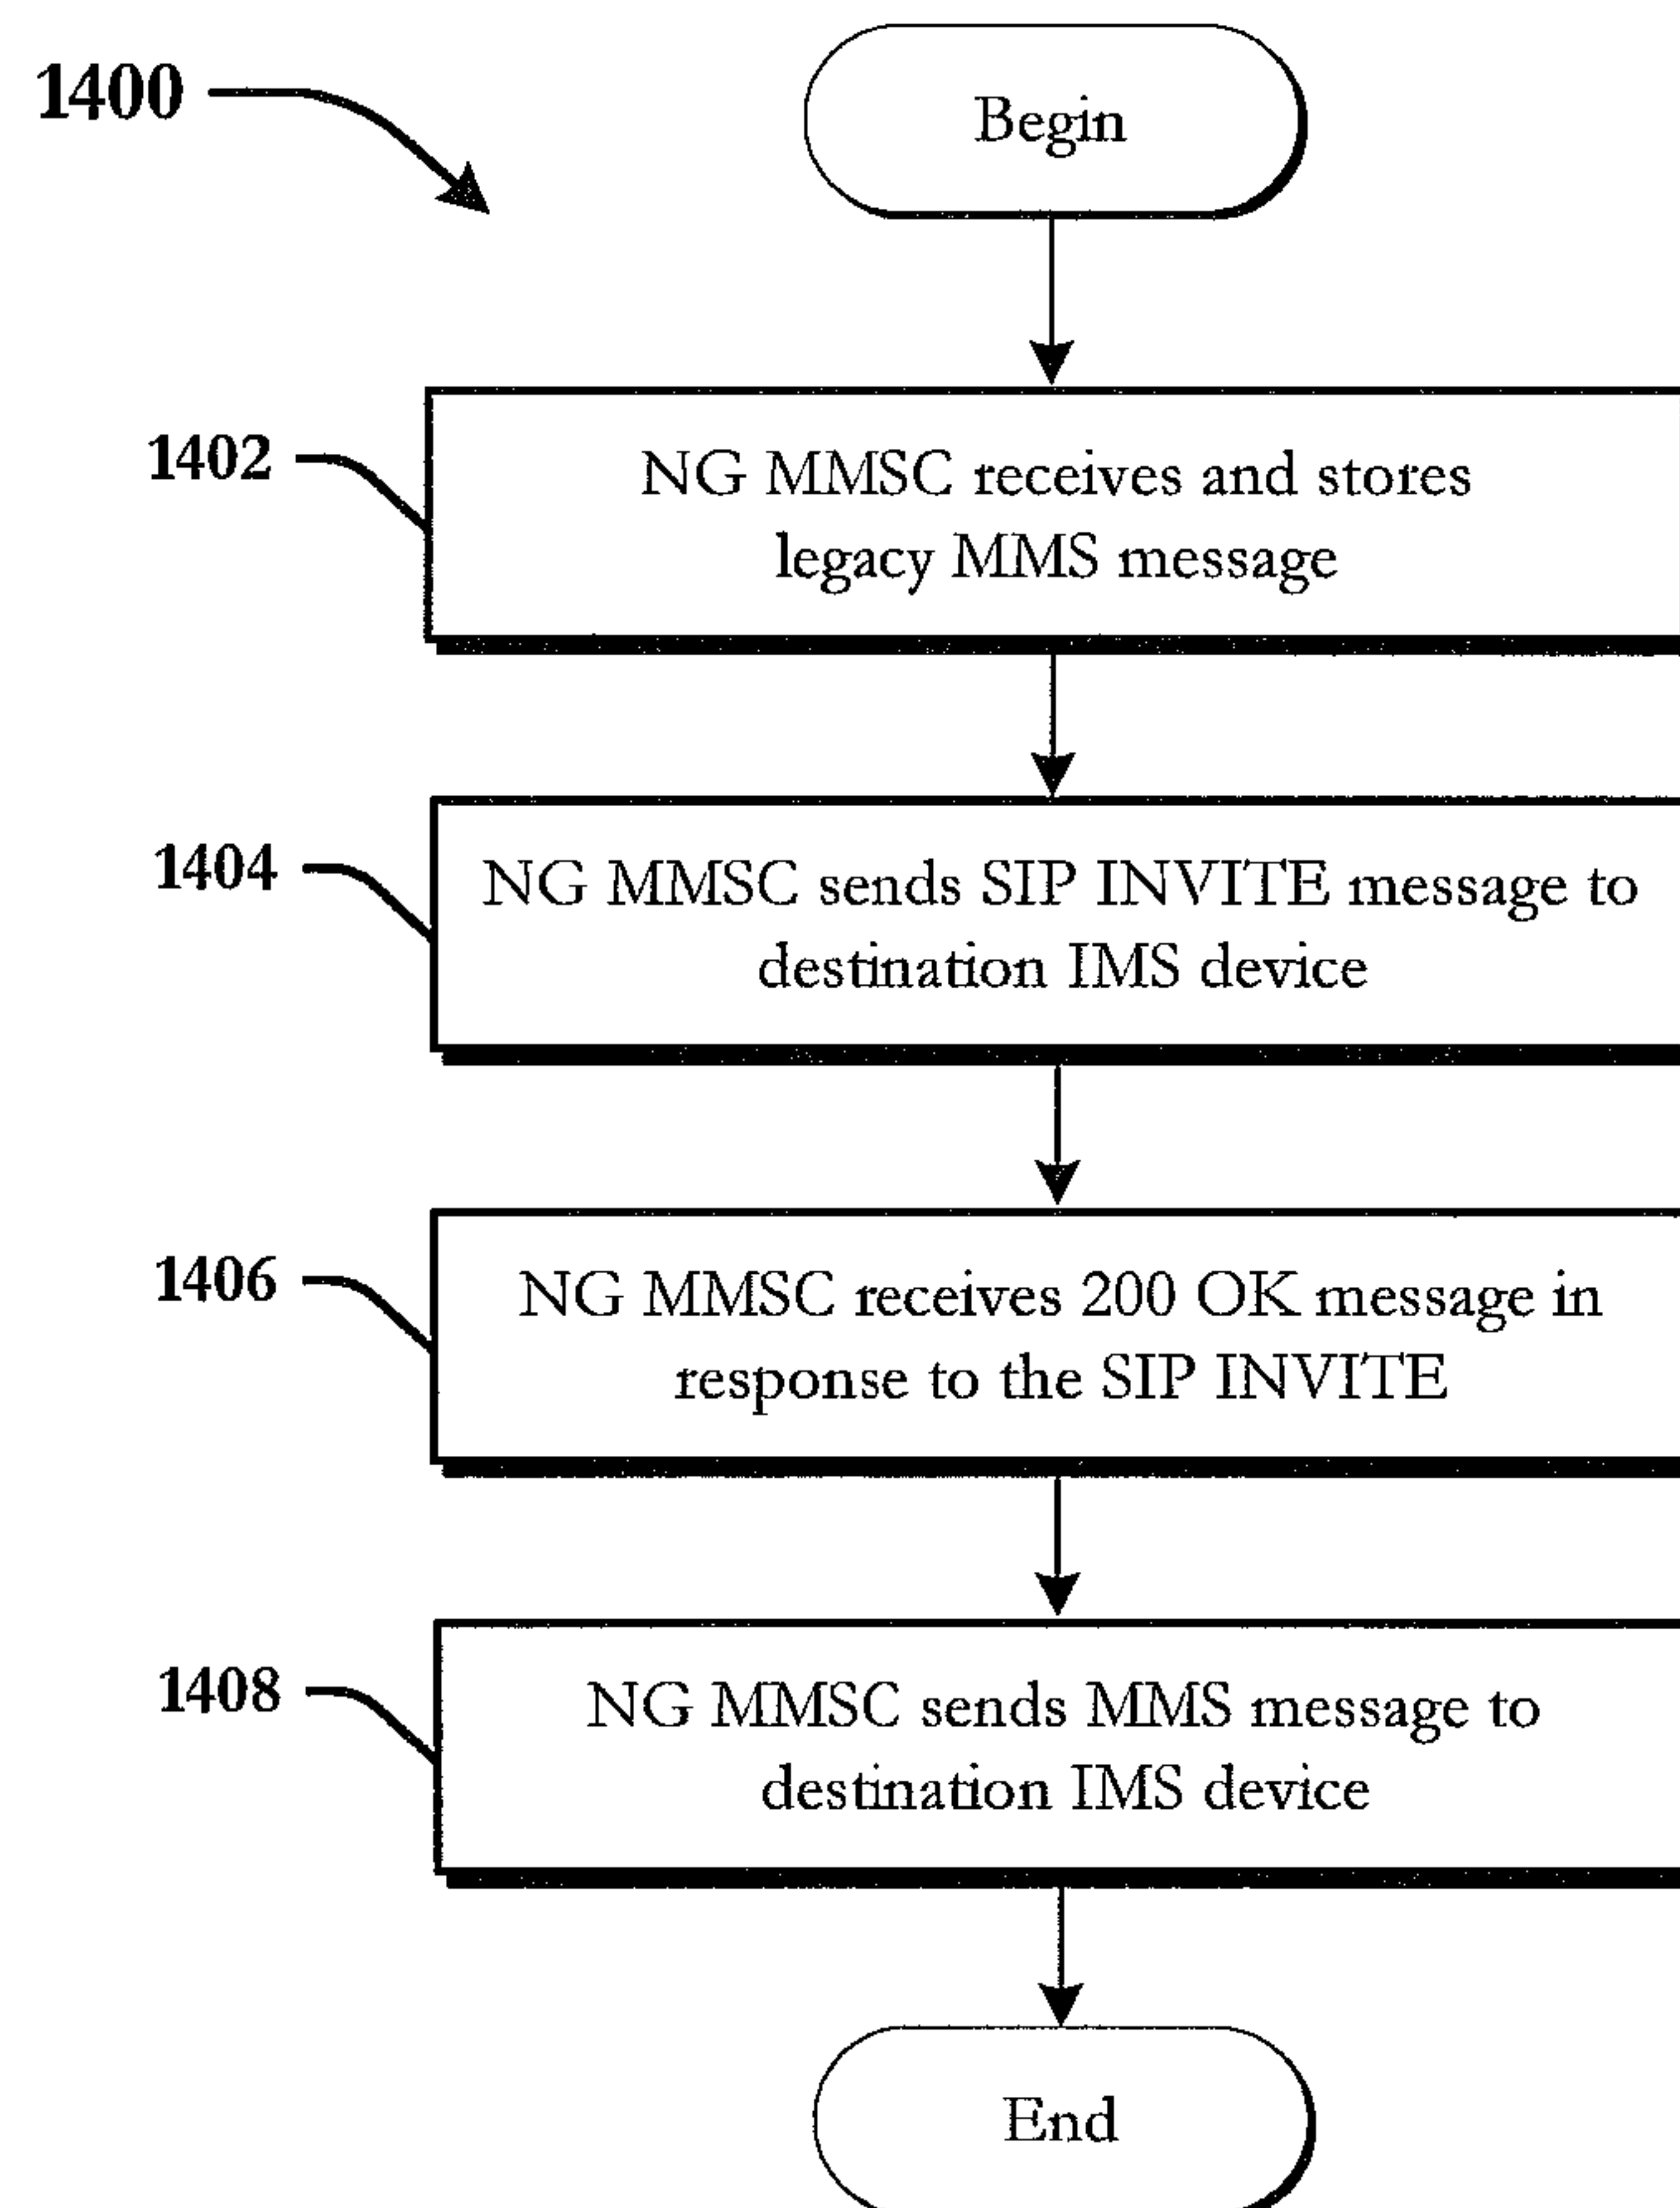 1400
Begin
1402
NG MMSC receives and stores
legacy MMS message
1404
NG MMSC sends SIP INVITE message to
destination IMS device
1406
NG MMSC receives 200 OK message in
response to the SIP INVITE
1408
NG MMSC sends MMS message to
destination IMS device
End